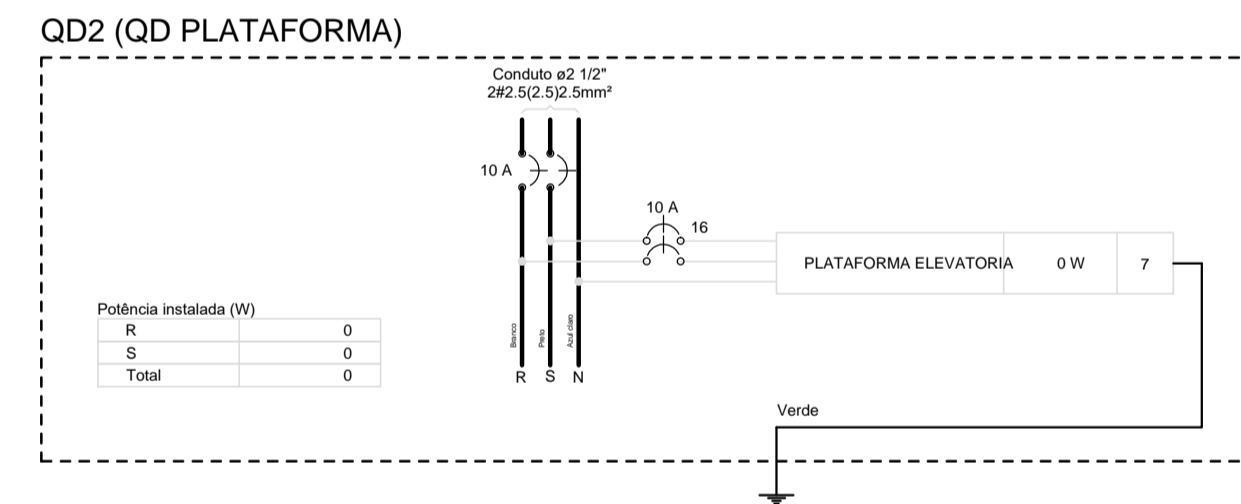 QD2 (QD PLATAFORMA)
Conduto ø2 1/2"
2#2.5(2.5)2.5mm²
10 A
10 A
16
PLATAFORMA ELEVATORIA 0 W 7
Potência instalada (W)
R 0
S 0
Total 0
Branco
Preto
Azul claro
R S N
Verde